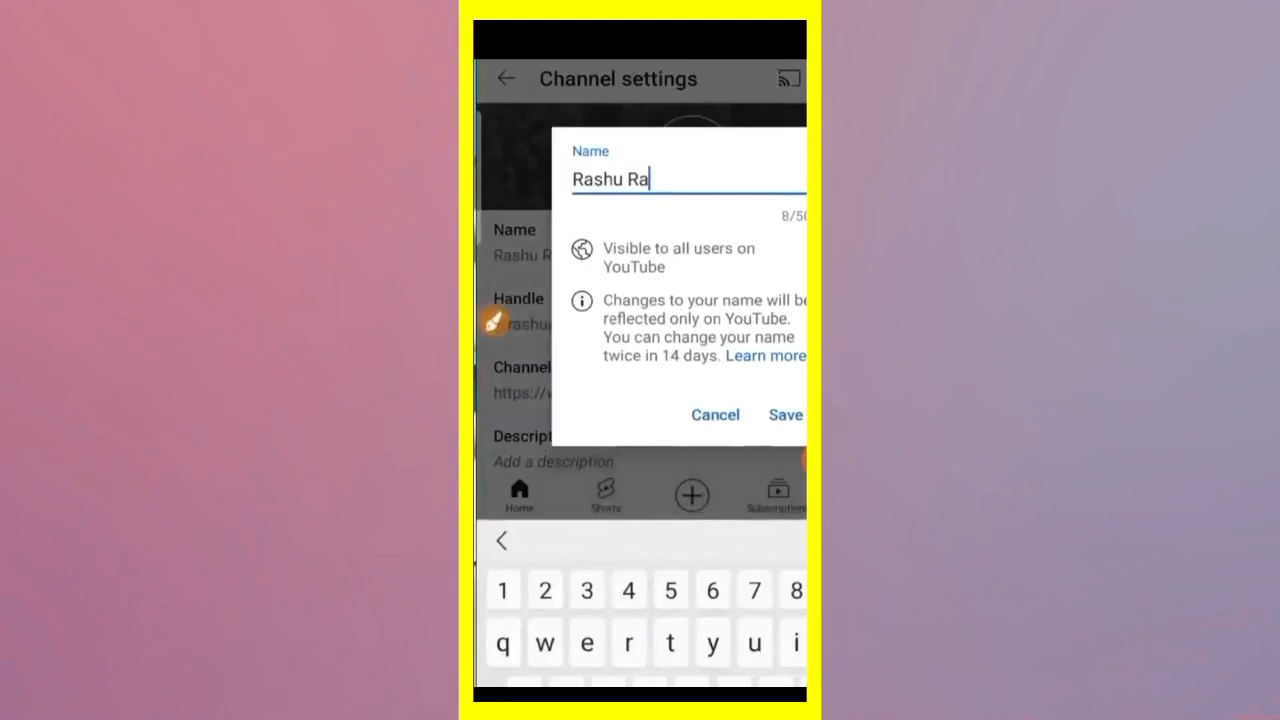 Channel settings
Name
Rashu Ra
8/50
Visible to all users on
YouTube
Changes to your name will be
reflected only on YouTube.
You can change your name
twice in 14 days. Learn more
Cancel
Save
Name
Rashu R
Handle
rashu
Channel
https://
Descript
Add a description
Home
Shorts
Subscription
1 2 3 4 5 6 7 8
q w e r t y u i